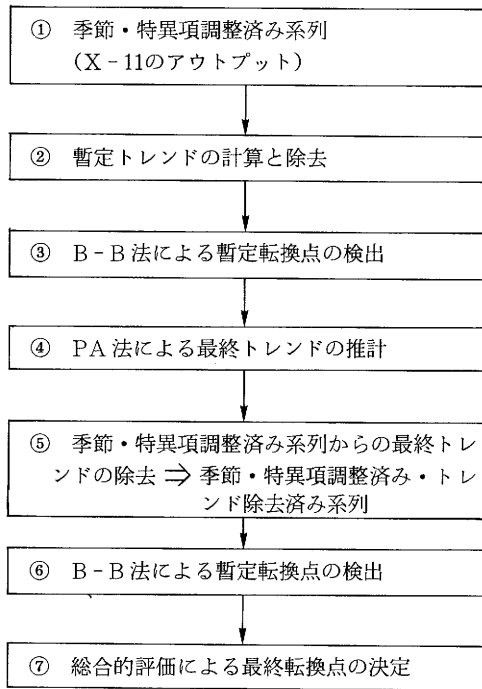 ① 季節・特異項調整済み系列
(X-11のアウトプット)
② 暫定トレンドの計算と除去
③ B-B法による暫定転換点の検出
④ PA法による最終トレンドの推計
⑤ 季節・特異項調整済み系列からの最終トレ
ンドの除去 ⇒ 季節・特異項調整済み・トレ
ンド除去済み系列
⑥ B-B法による暫定転換点の検出
⑦ 総合的評価による最終転換点の決定